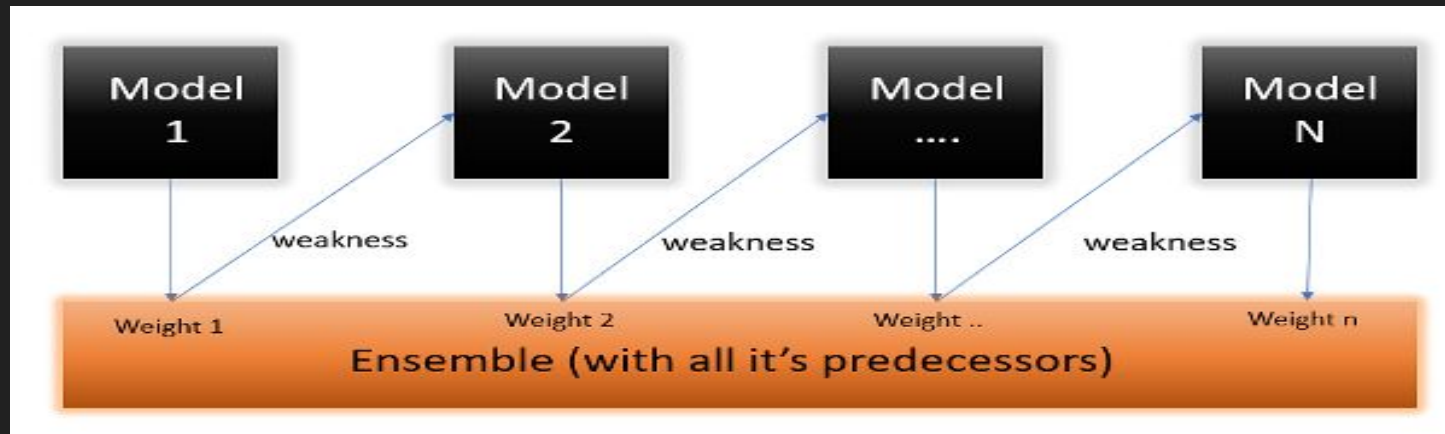 Model
1
Model
2
Model
....
Model
N
weakness
weakness
weakness
Weight 1
Weight 2
Weight ..
Weight n
Ensemble (with all it's predecessors)